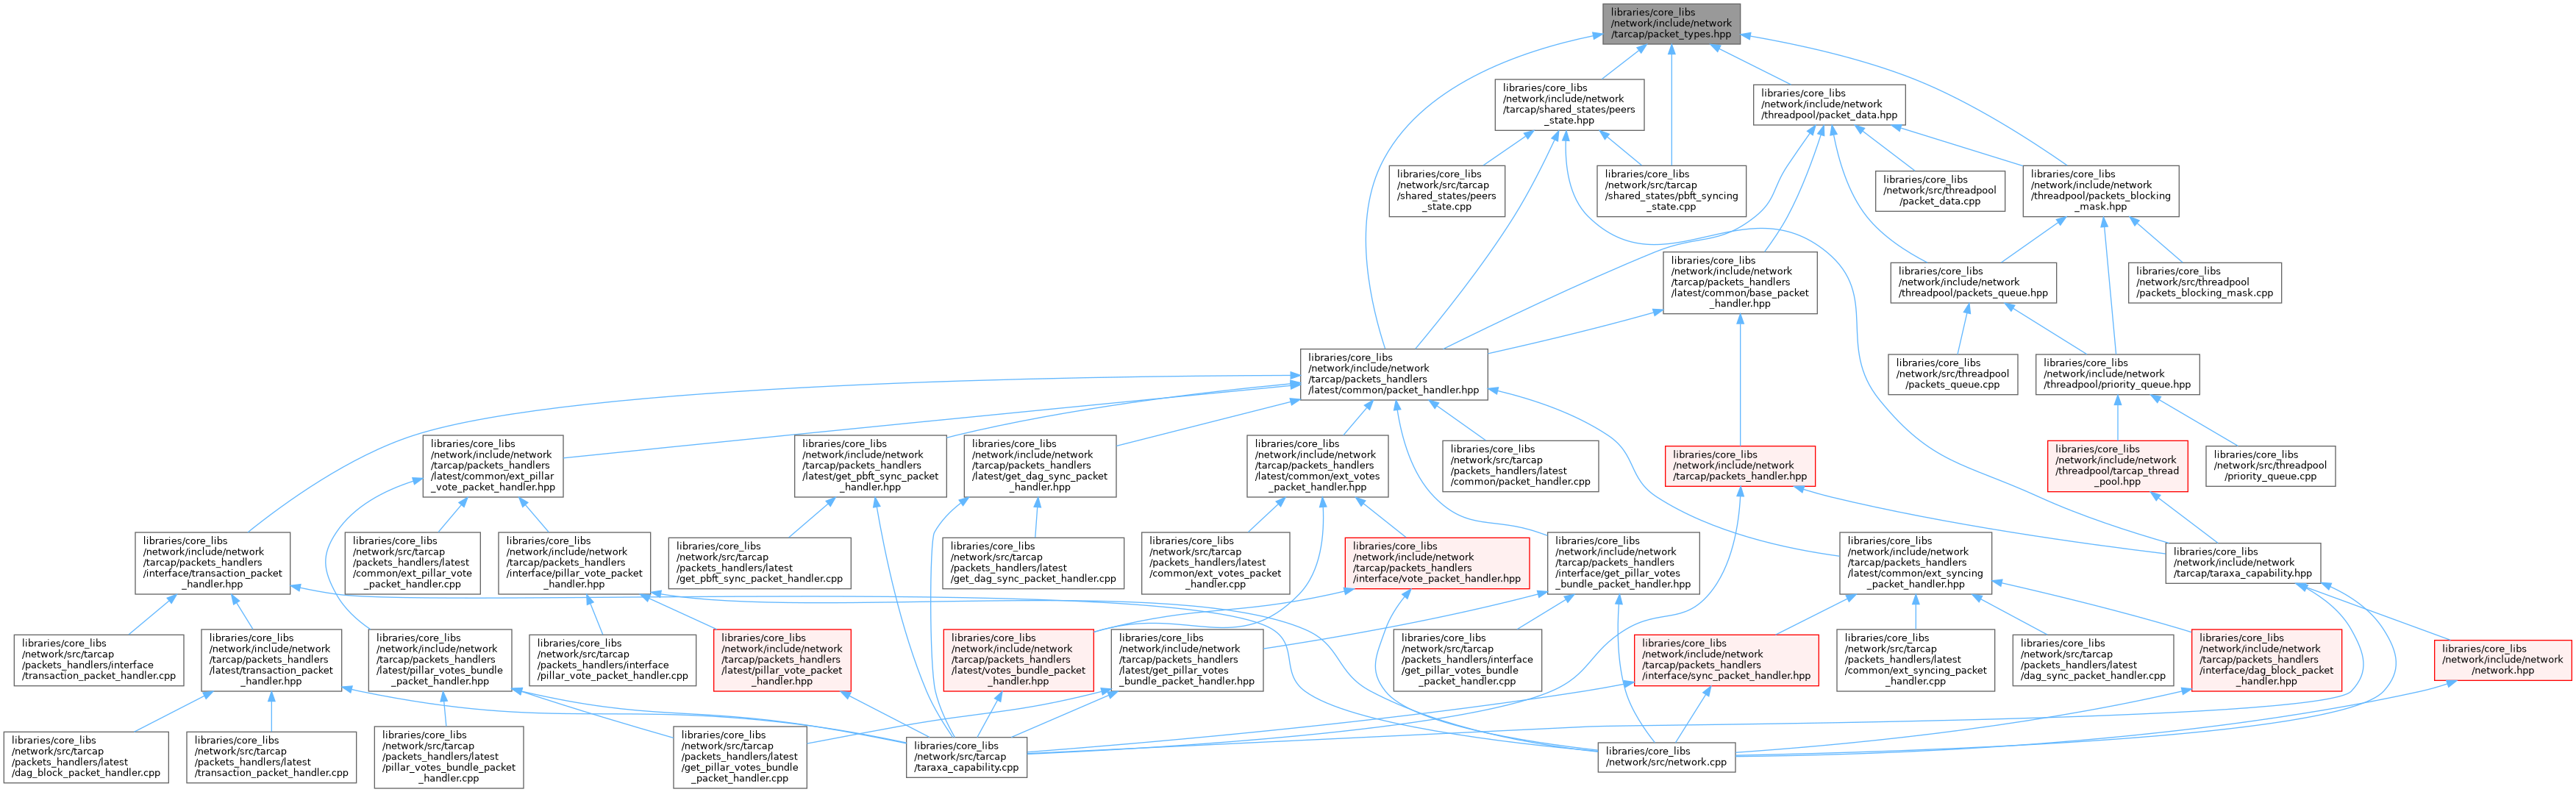 libraries/core_libs
/network/include/network
/tarcap/packet_types.hpp
libraries/core_libs
/network/include/network
/tarcap/shared_states/peers
_state.hpp
libraries/core_libs
/network/include/network
/threadpool/packet_data.hpp
libraries/core_libs
/network/src/tarcap
/shared_states/peers
_state.cpp
libraries/core_libs
/network/src/tarcap
/shared_states/pbft_syncing
_state.cpp
libraries/core_libs
/network/src/threadpool
/packet_data.cpp
libraries/core_libs
/network/include/network
/threadpool/packets_blocking
_mask.hpp
libraries/core_libs
/network/include/network
/tarcap/packets_handlers
/latest/common/base_packet
_handler.hpp
libraries/core_libs
/network/include/network
/threadpool/packets_queue.hpp
libraries/core_libs
/network/src/threadpool
/packets_blocking_mask.cpp
libraries/core_libs
/network/include/network
/tarcap/packets_handlers
/latest/common/packet_handler.hpp
libraries/core_libs
/network/src/threadpool
/packets_queue.cpp
libraries/core_libs
/network/include/network
/threadpool/priority_queue.hpp
libraries/core_libs
/network/include/network
/tarcap/packets_handlers
/latest/common/ext_pillar
_vote_packet_handler.hpp
libraries/core_libs
/network/include/network
/tarcap/packets_handlers
/latest/get_pbft_sync_packet
_handler.hpp
libraries/core_libs
/network/include/network
/tarcap/packets_handlers
/latest/get_dag_sync_packet
_handler.hpp
libraries/core_libs
/network/include/network
/tarcap/packets_handlers
/latest/common/ext_votes
_packet_handler.hpp
libraries/core_libs
/network/src/tarcap
/packets_handlers/latest
/common/packet_handler.cpp
libraries/core_libs
/network/include/network
/tarcap/packets_handler.hpp
libraries/core_libs
/network/include/network
/threadpool/tarcap_thread
_pool.hpp
libraries/core_libs
/network/src/threadpool
/priority_queue.cpp
libraries/core_libs
/network/include/network
/tarcap/packets_handlers
/interface/transaction_packet
_handler.hpp
libraries/core_libs
/network/src/tarcap
/packets_handlers/latest
/common/ext_pillar_vote
_packet_handler.cpp
libraries/core_libs
/network/include/network
/tarcap/packets_handlers
/interface/pillar_vote_packet
_handler.hpp
libraries/core_libs
/network/src/tarcap
/packets_handlers/latest
/get_pbft_sync_packet_handler.cpp
libraries/core_libs
/network/src/tarcap
/packets_handlers/latest
/get_dag_sync_packet_handler.cpp
libraries/core_libs
/network/src/tarcap
/packets_handlers/latest
/common/ext_votes_packet
_handler.cpp
libraries/core_libs
/network/include/network
/tarcap/packets_handlers
/interface/vote_packet_handler.hpp
libraries/core_libs
/network/include/network
/tarcap/packets_handlers
/interface/get_pillar_votes
_bundle_packet_handler.hpp
libraries/core_libs
/network/include/network
/tarcap/packets_handlers
/latest/common/ext_syncing
_packet_handler.hpp
libraries/core_libs
/network/include/network
/tarcap/taraxa_capability.hpp
libraries/core_libs
/network/src/tarcap
/packets_handlers/interface
/transaction_packet_handler.cpp
libraries/core_libs
/network/include/network
/tarcap/packets_handlers
/latest/transaction_packet
_handler.hpp
libraries/core_libs
/network/include/network
/tarcap/packets_handlers
/latest/pillar_votes_bundle
_packet_handler.hpp
libraries/core_libs
/network/src/tarcap
/packets_handlers/interface
/pillar_vote_packet_handler.cpp
libraries/core_libs
/network/include/network
/tarcap/packets_handlers
/latest/pillar_vote_packet
_handler.hpp
libraries/core_libs
/network/include/network
/tarcap/packets_handlers
/latest/votes_bundle_packet
_handler.hpp
libraries/core_libs
/network/include/network
/tarcap/packets_handlers
/latest/get_pillar_votes
_bundle_packet_handler.hpp
libraries/core_libs
/network/src/tarcap
/packets_handlers/interface
/get_pillar_votes_bundle
_packet_handler.cpp
libraries/core_libs
/network/include/network
/tarcap/packets_handlers
/interface/sync_packet_handler.hpp
libraries/core_libs
/network/src/tarcap
/packets_handlers/latest
/common/ext_syncing_packet
_handler.cpp
libraries/core_libs
/network/src/tarcap
/packets_handlers/latest
/dag_sync_packet_handler.cpp
libraries/core_libs
/network/include/network
/tarcap/packets_handlers
/interface/dag_block_packet
_handler.hpp
libraries/core_libs
/network/include/network
/network.hpp
libraries/core_libs
/network/src/tarcap
/packets_handlers/latest
/dag_block_packet_handler.cpp
libraries/core_libs
/network/src/tarcap
/packets_handlers/latest
/transaction_packet_handler.cpp
libraries/core_libs
/network/src/tarcap
/packets_handlers/latest
/pillar_votes_bundle_packet
_handler.cpp
libraries/core_libs
/network/src/tarcap
/packets_handlers/latest
/get_pillar_votes_bundle
_packet_handler.cpp
libraries/core_libs
/network/src/tarcap
/taraxa_capability.cpp
libraries/core_libs
/network/src/network.cpp